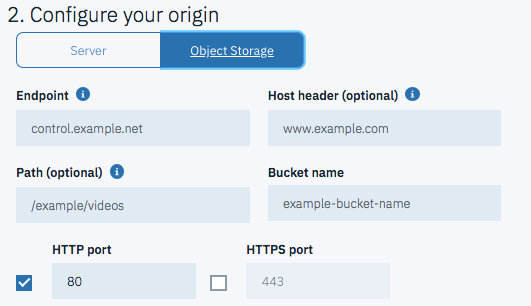 2. Configure your origin
Server Object Storage
Endpoint Host header (optional)
control.example.net www.example.com
Path (optional) Bucket name
/example/videos example-bucket-name
HTTP port HTTPS port
80 443